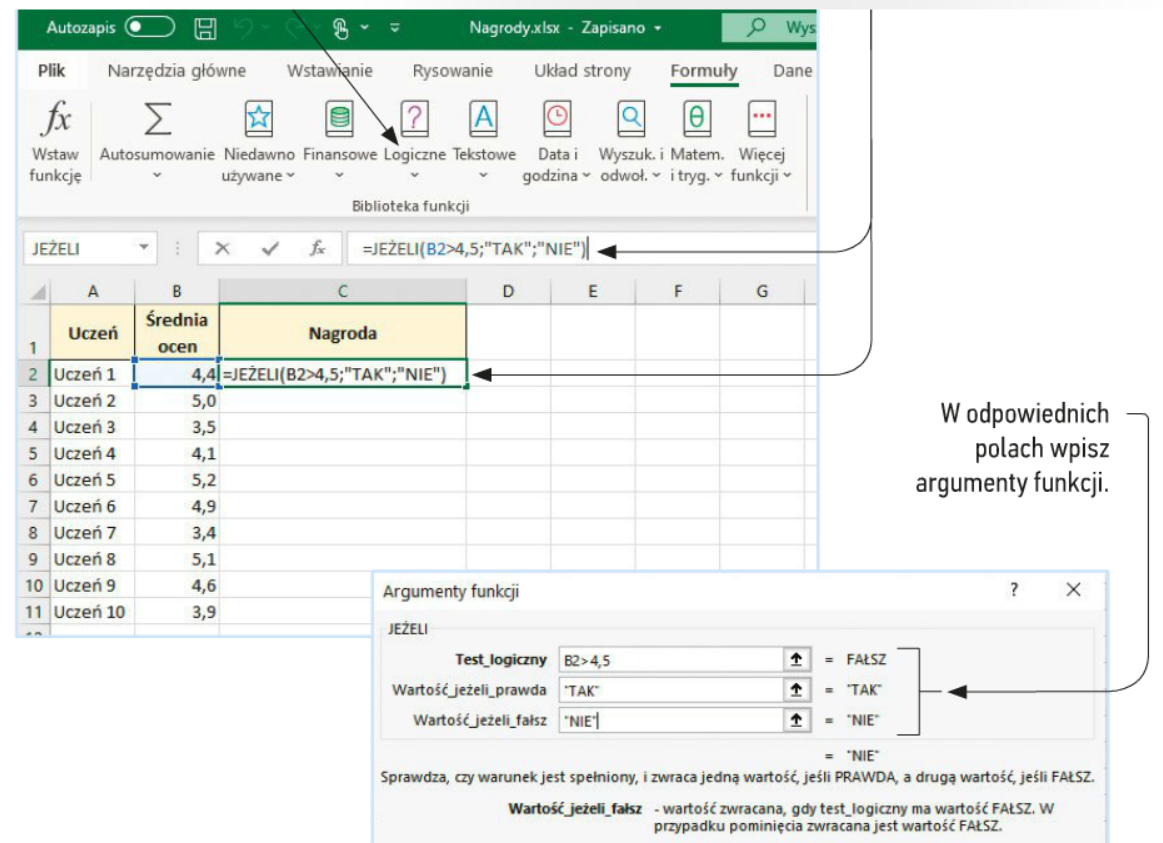 Autozapis Nagrody.xlsx - Zapisano Wys
Plik Narzędzia główne Wstawianie Rysowanie Układ strony Formuły Dane
fx Σ ? A θ
Wstaw funkcję Autosumowanie Niedawno używane Finansowe Logiczne Tekstowe Data i godzina Wyszuk. i odwoł. Matem. i tryg. Więcej funkcji
Biblioteka funkcji
JEŻELI fx =JEŻELI(B2>4,5;"TAK";"NIE")
A B C D E F G
1 Uczeń Średnia ocen Nagroda
2 Uczeń 1 4,4 =JEŻELI(B2>4,5;"TAK";"NIE")
3 Uczeń 2 5,0
4 Uczeń 3 3,5
5 Uczeń 4 4,1
6 Uczeń 5 5,2
7 Uczeń 6 4,9
8 Uczeń 7 3,4
9 Uczeń 8 5,1
10 Uczeń 9 4,6
11 Uczeń 10 3,9
W odpowiednich
polach wpisz
argumenty funkcji.
Argumenty funkcji ? ×
JEŻELI
Test_logiczny B2>4,5 = FAŁSZ
Wartość_jeżeli_prawda "TAK" = "TAK"
Wartość_jeżeli_fałsz "NIE" = "NIE"
= "NIE"
Sprawdza, czy warunek jest spełniony, i zwraca jedną wartość, jeśli PRAWDA, a drugą wartość, jeśli FAŁSZ.
Wartość_jeżeli_fałsz - wartość zwracana, gdy test_logiczny ma wartość FAŁSZ. W
przypadku pominięcia zwracana jest wartość FAŁSZ.